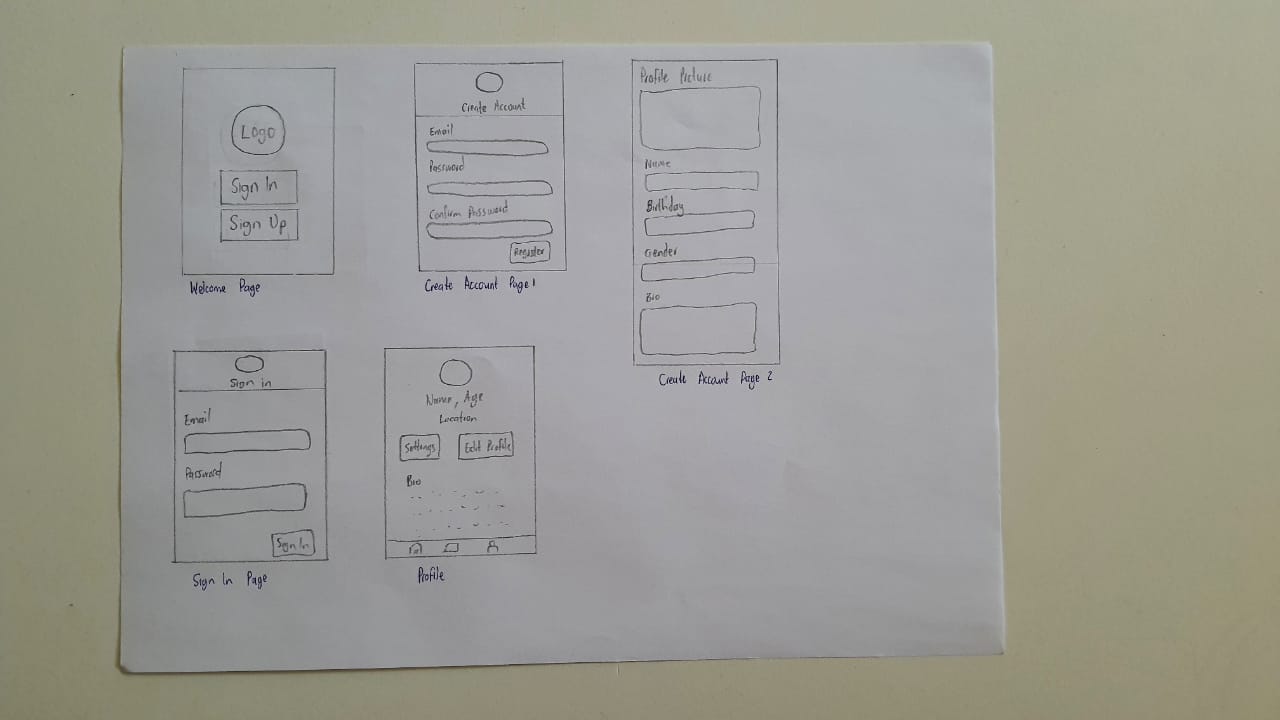 Logo
Sign In
Sign Up
Welcome Page
Create Account
Email
Password
Confirm Password
Register
Create Account Page 1
Profile Picture
Name
Birthday
Gender
Bio
Create Account Page 2
Sign in
Email
Password
Sign In
Sign In Page
Name, Age
Location
Settings
Edit Profile
Bio
Profile